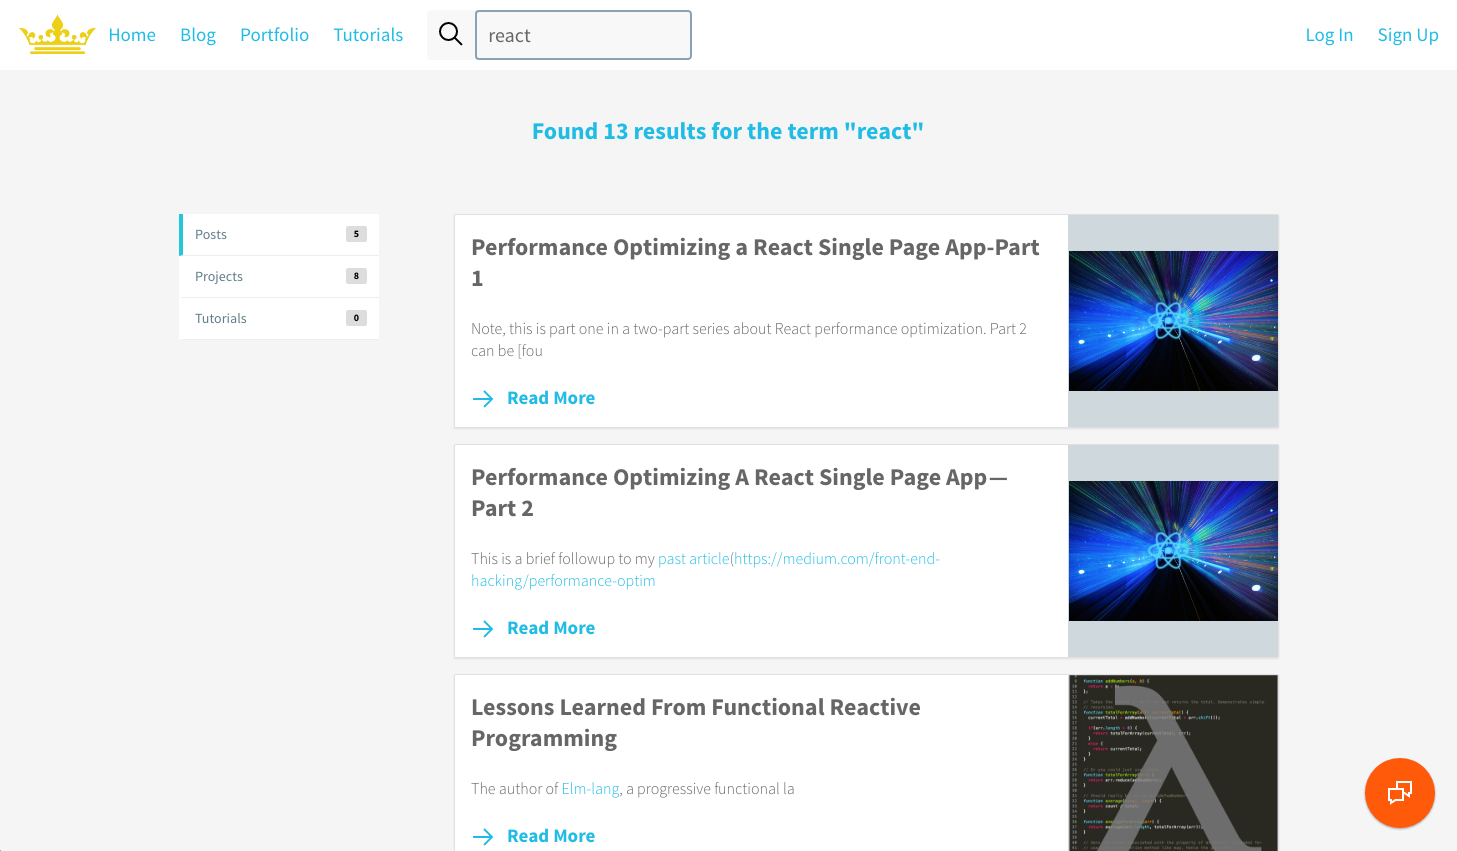 Home Blog Portfolio Tutorials react Log In Sign Up
Found 13 results for the term "react"
Posts 5
Projects 8
Tutorials 0
Performance Optimizing a React Single Page App-Part
1
Note, this is part one in a two-part series about React performance optimization. Part 2
can be [fou
Read More
Performance Optimizing A React Single Page App—
Part 2
This is a brief followup to my past article(https://medium.com/front-end-
hacking/performance-optim
Read More
Lessons Learned From Functional Reactive
Programming
The author of Elm-lang, a progressive functional la
Read More